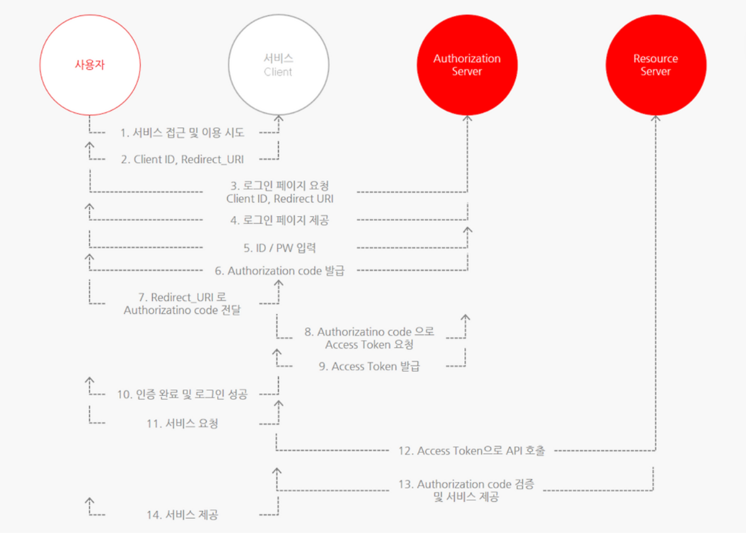 사용자
서비스
Client
Authorization
Server
Resource
Server
1. 서비스 접근 및 이용 시도
2. Client ID, Redirect_URI
3. 로그인 페이지 요청
Client ID, Redirect URI
4. 로그인 페이지 제공
5. ID / PW 입력
6. Authorization code 발급
7. Redirect_URI 로
Authorizatino code 전달
8. Authorizatino code 으로
Access Token 요청
9. Access Token 발급
10. 인증 완료 및 로그인 성공
11. 서비스 요청
12. Access Token으로 API 호출
13. Authorization code 검증
및 서비스 제공
14. 서비스 제공